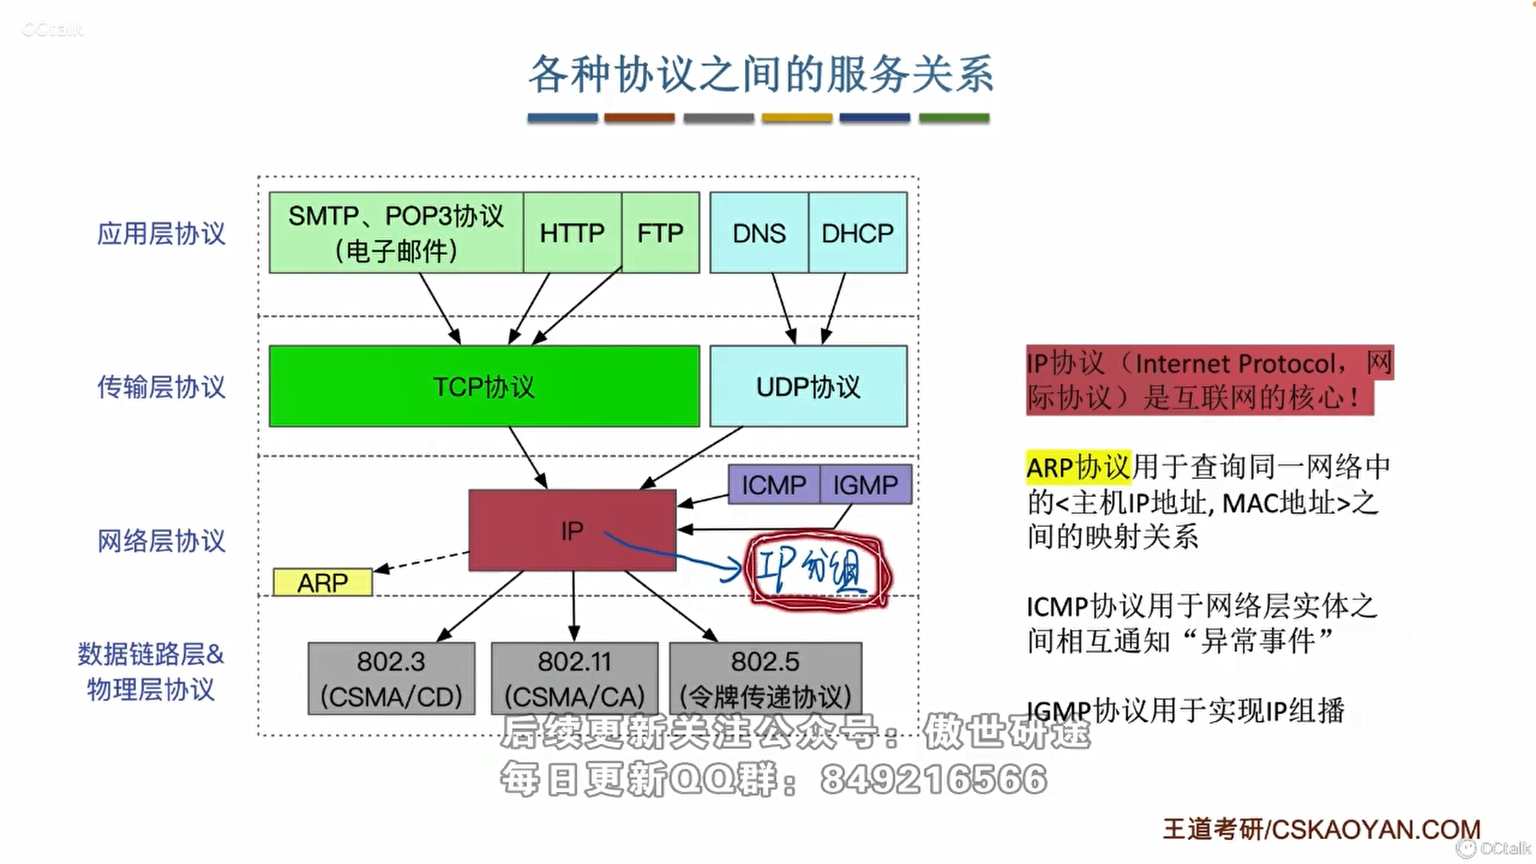 CCtalk
各种协议之间的服务关系
应用层协议
SMTP、POP3协议
(电子邮件)
HTTP
FTP
DNS
DHCP
传输层协议
TCP协议
UDP协议
网络层协议
ICMP
IGMP
IP
IP分组
ARP
数据链路层&
物理层协议
802.3
(CSMA/CD)
802.11
(CSMA/CA)
802.5
(令牌传递协议)
IP协议（Internet Protocol，网
际协议）是互联网的核心！
ARP协议用于查询同一网络中
的<主机IP地址, MAC地址>之
间的映射关系
ICMP协议用于网络层实体之
间相互通知“异常事件”
IGMP协议用于实现IP组播
后续更新关注公众号：傲世研途
每日更新QQ群：849216566
王道考研/CSKAOYAN.COM
CCtalk